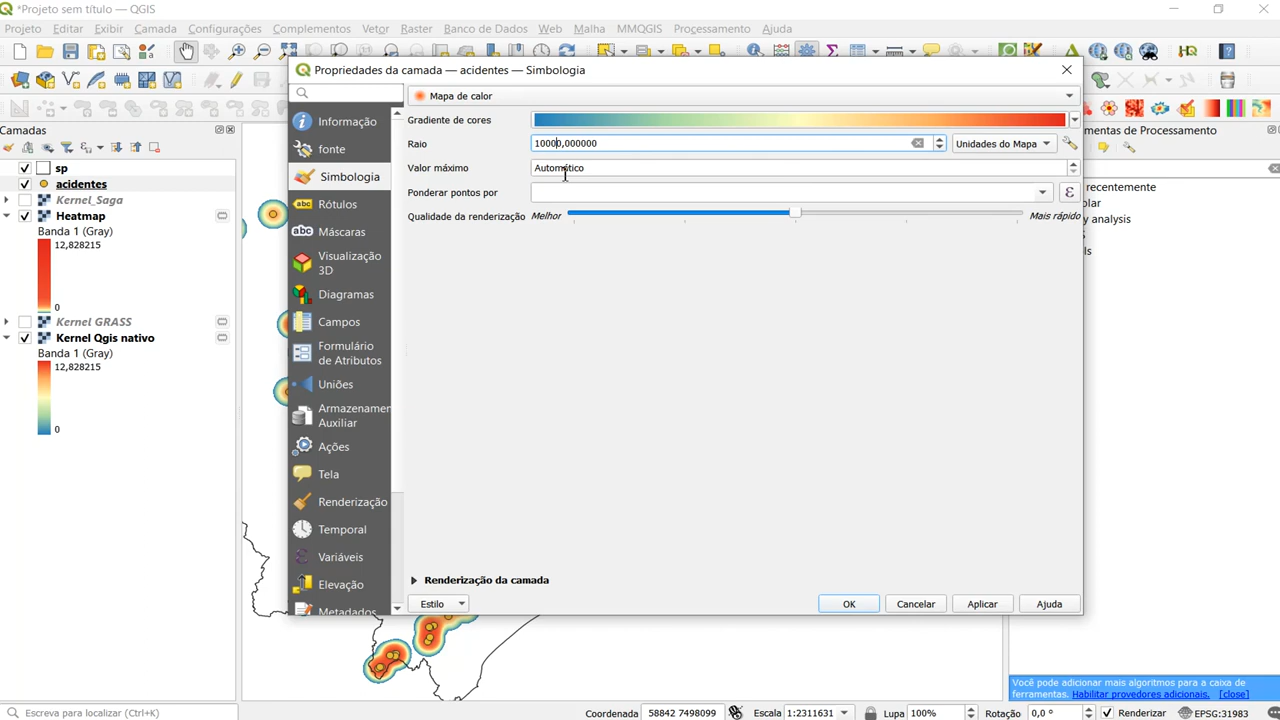 *Projeto sem título — QGIS
Projeto Editar Exibir Camada Configurações Complementos Vetor Raster Banco de Dados Web Malha MMQGIS Processamento Ajuda
Camadas
sp
acidentes
Kernel_Saga
Heatmap
Banda 1 (Gray)
12,828215
0
Kernel GRASS
Kernel Qgis nativo
Banda 1 (Gray)
12,828215
0
Propriedades da camada — acidentes — Simbologia
Informação
fonte
Simbologia
Rótulos
Máscaras
Visualização
3D
Diagramas
Campos
Formulário
de Atributos
Uniões
Armazenamen
Auxiliar
Ações
Tela
Renderização
Temporal
Variáveis
Elevação
Metadados
Mapa de calor
Gradiente de cores
Raio 10000,000000 Unidades do Mapa
Valor máximo Automático
Ponderar pontos por
Qualidade da renderização Melhor Mais rápido
Renderização da camada
Estilo OK Cancelar Aplicar Ajuda
mentas de Processamento
recentemente
olar
y analysis
ls
Você pode adicionar mais algoritmos para a caixa de
ferramentas. Habilitar provedores adicionais. [close]
Escreva para localizar (Ctrl+K) Coordenada 58842 7498099 Escala 1:2311631 Lupa 100% Rotação 0,0 ° Renderizar EPSG:31983